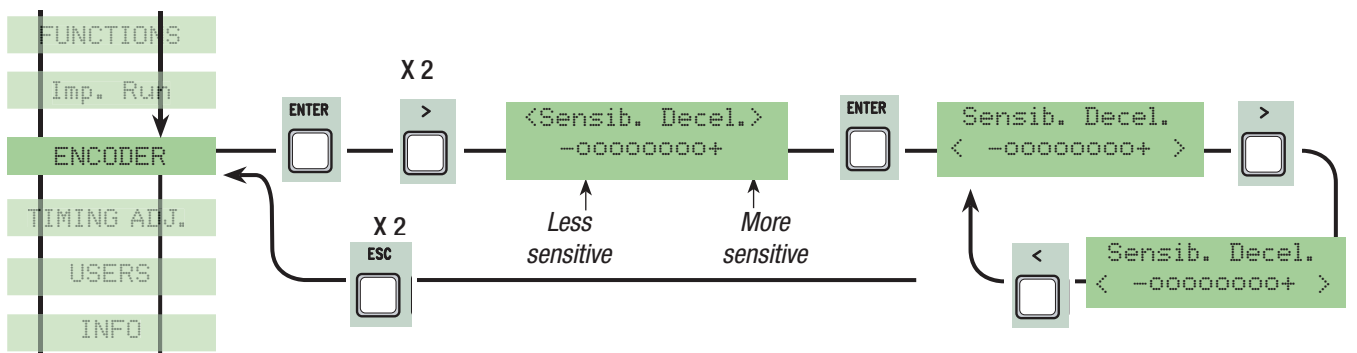 FUNCTIONS
Imp. Run
ENCODER
TIMING ADJ.
USERS
INFO
ENTER
X 2
>
<Sensib. Decel.>
-oooooooo+
Less
sensitive
More
sensitive
ENTER
Sensib. Decel.
< -oooooooo+ >
>
Sensib. Decel.
< -oooooooo+ >
<
X 2
ESC